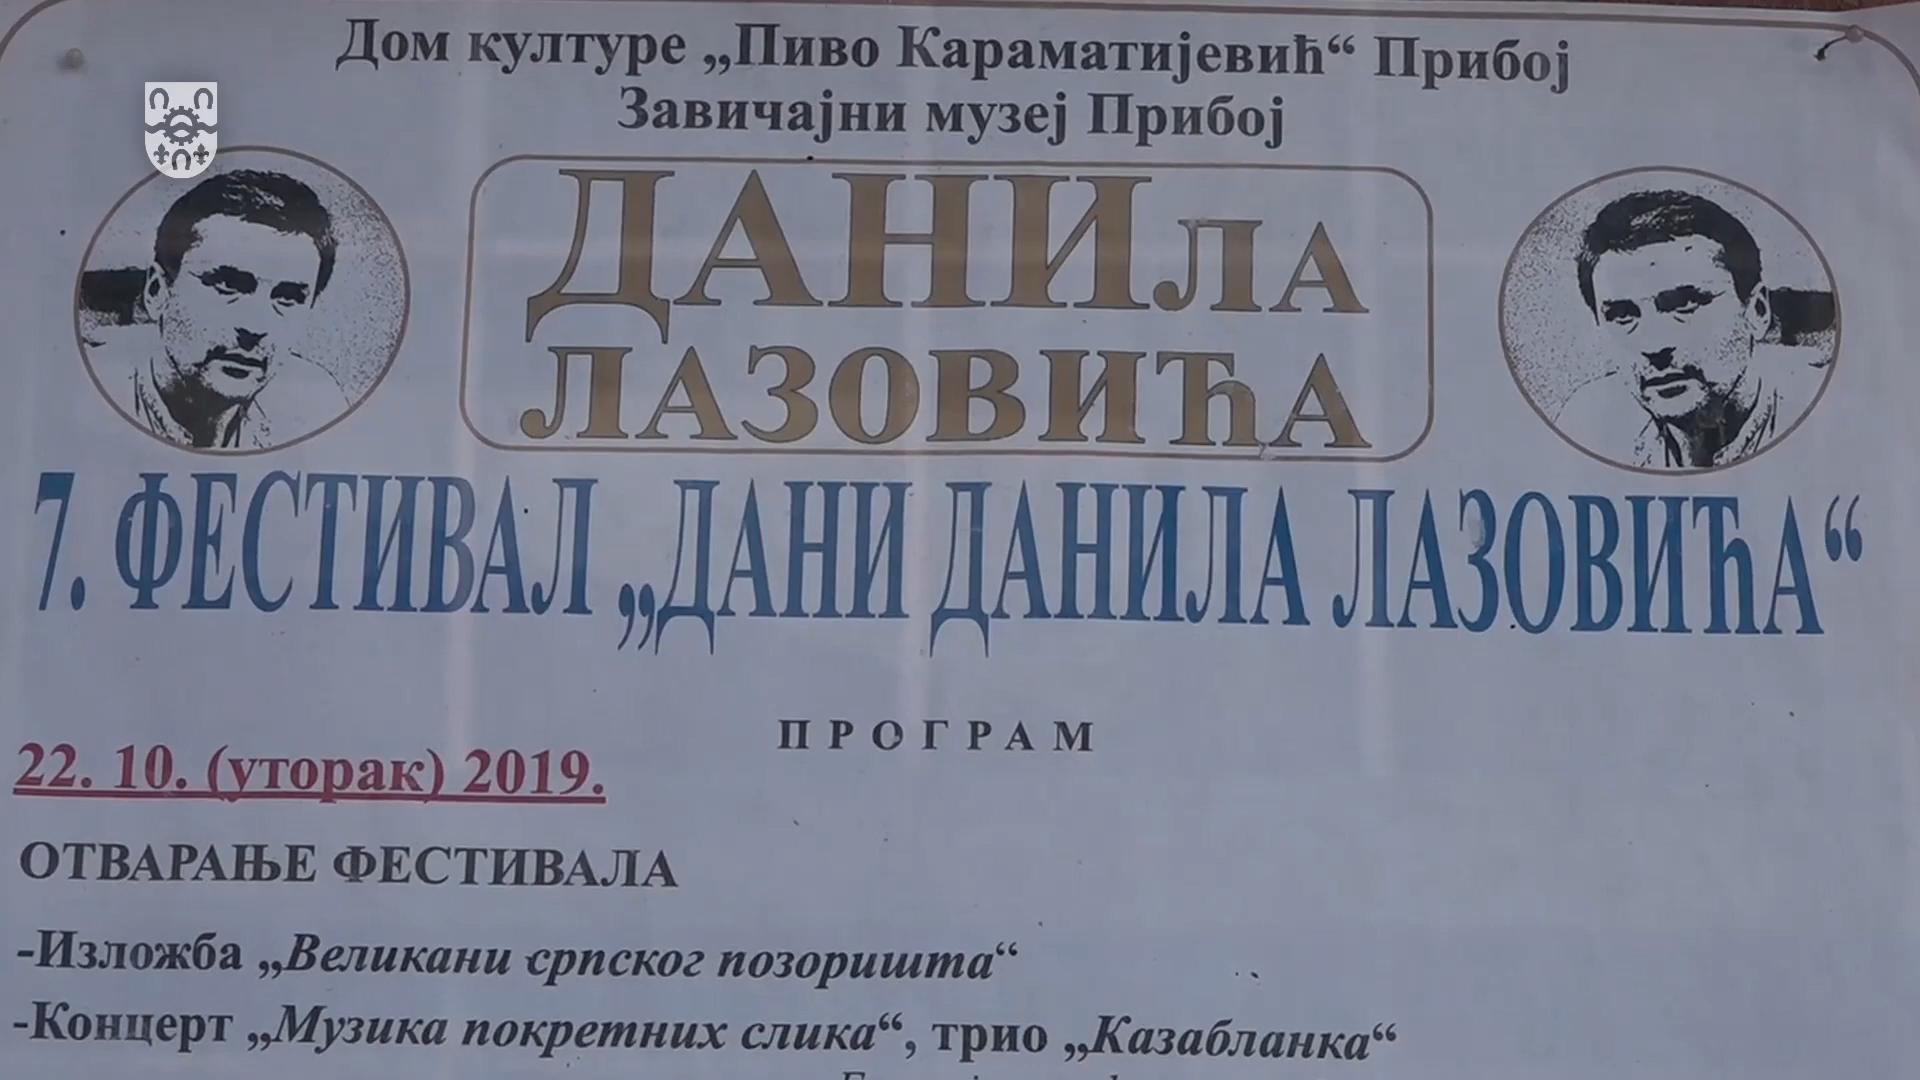 Дом културе „Пиво Караматијевић“ Прибој
Завичајни музеј Прибој
ДАНИЛА
ЛАЗОВИЋА
7. ФЕСТИВАЛ „ДАНИ ДАНИЛА ЛАЗОВИЋА“
ПРОГРАМ
22. 10. (уторак) 2019.
ОТВАРАЊЕ ФЕСТИВАЛА
-Изложба „Великани српског позоришта“
-Концерт „Музика покретних слика“, трио „Казабланка“